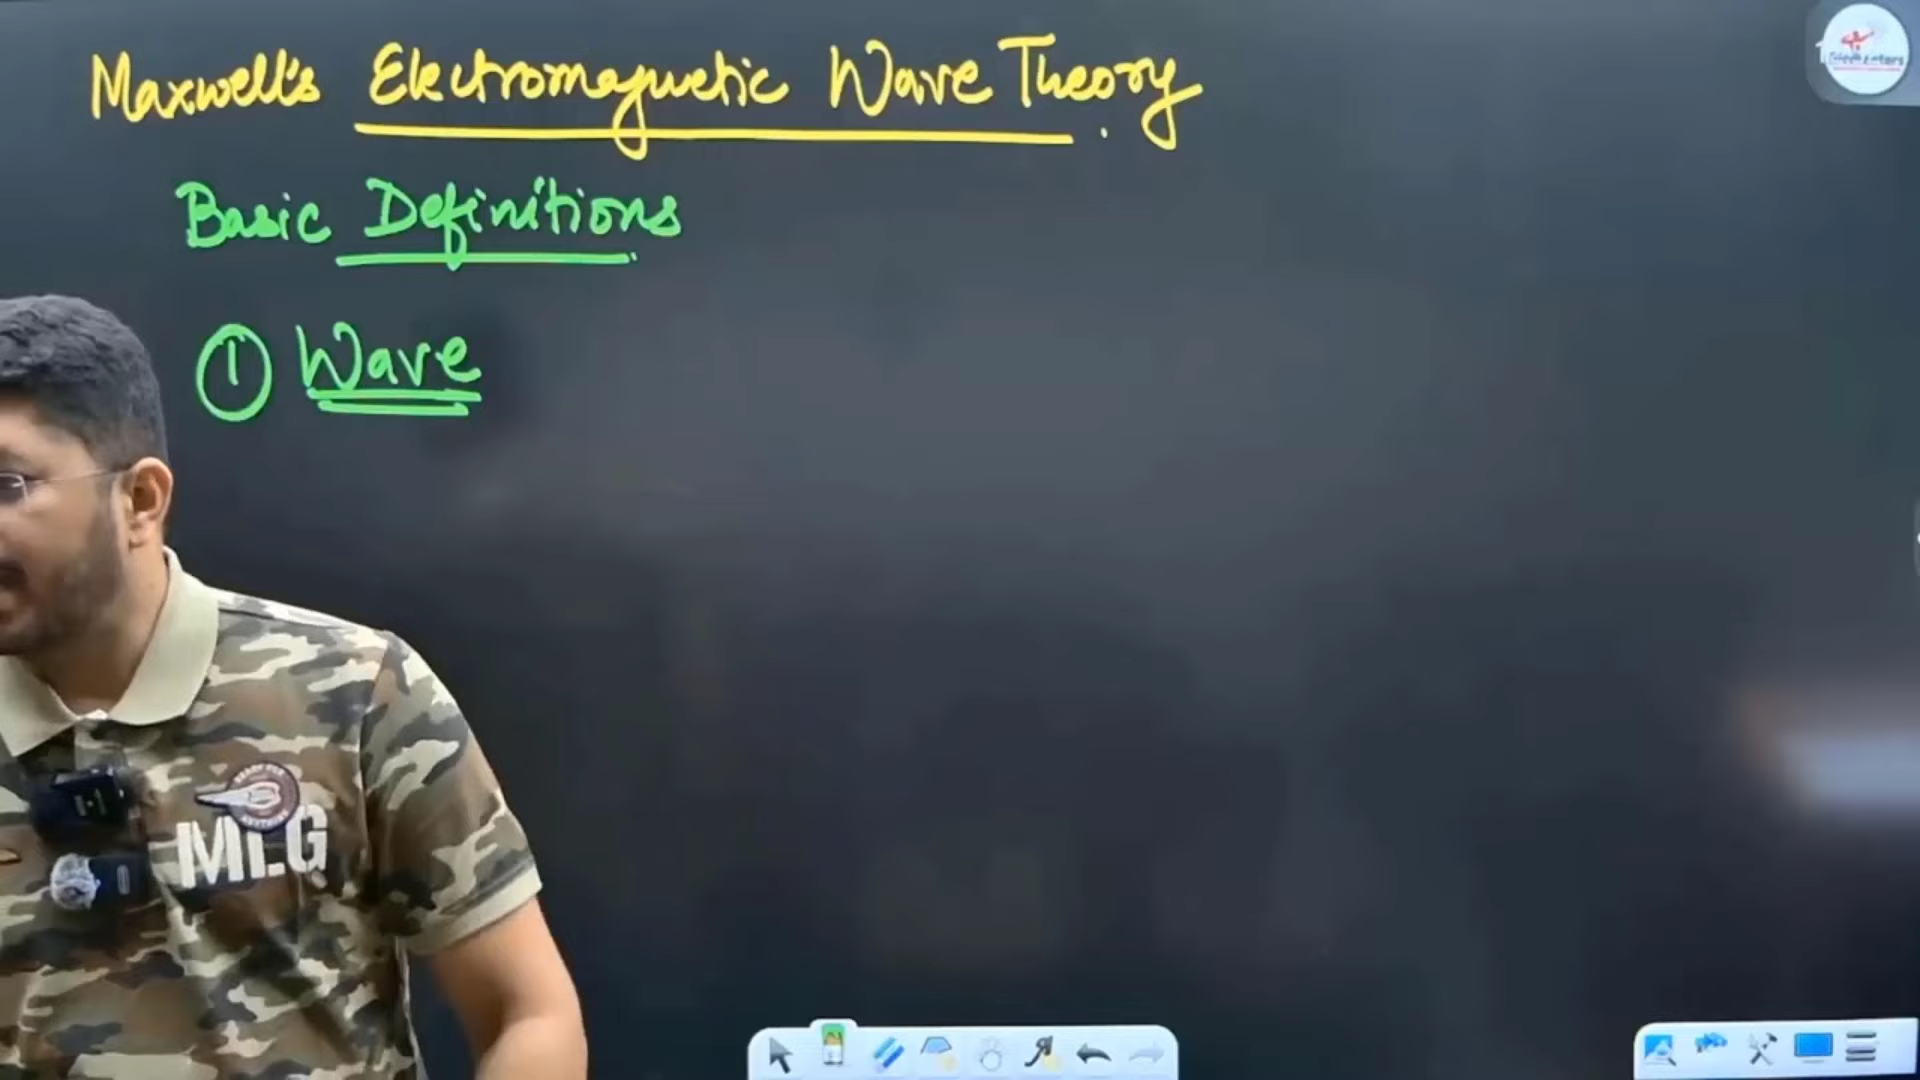 Maxwell's Electromagnetic Wave Theory.
Basic Definitions
① Wave
MLG